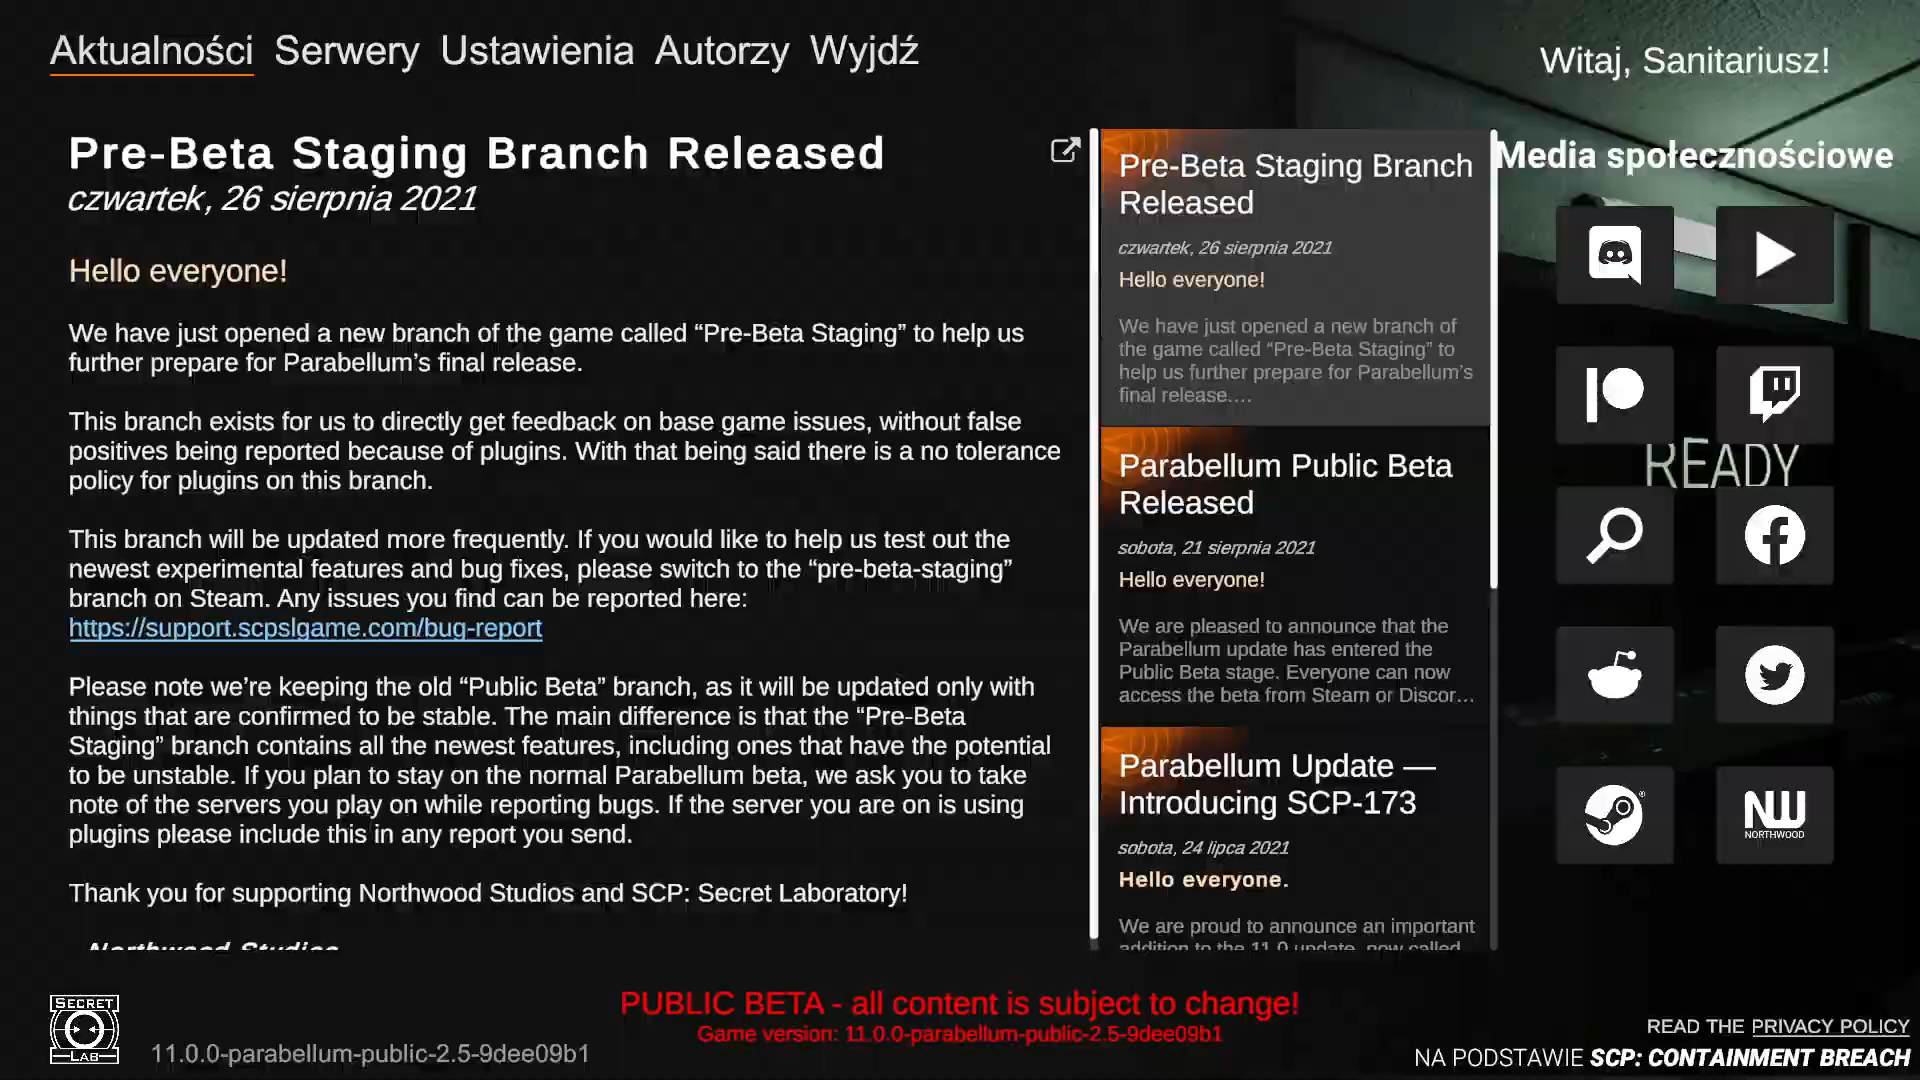 Aktualności Serwery Ustawienia Autorzy Wyjdź
Witaj, Sanitariusz!
Pre-Beta Staging Branch Released
czwartek, 26 sierpnia 2021
Hello everyone!
We have just opened a new branch of the game called “Pre-Beta Staging” to help us
further prepare for Parabellum’s final release.
This branch exists for us to directly get feedback on base game issues, without false
positives being reported because of plugins. With that being said there is a no tolerance
policy for plugins on this branch.
This branch will be updated more frequently. If you would like to help us test out the
newest experimental features and bug fixes, please switch to the “pre-beta-staging”
branch on Steam. Any issues you find can be reported here:
https://support.scpslgame.com/bug-report
Please note we’re keeping the old “Public Beta” branch, as it will be updated only with
things that are confirmed to be stable. The main difference is that the “Pre-Beta
Staging” branch contains all the newest features, including ones that have the potential
to be unstable. If you plan to stay on the normal Parabellum beta, we ask you to take
note of the servers you play on while reporting bugs. If the server you are on is using
plugins please include this in any report you send.
Thank you for supporting Northwood Studios and SCP: Secret Laboratory!
Northwood Studios
Pre-Beta Staging Branch
Released
czwartek, 26 sierpnia 2021
Hello everyone!
We have just opened a new branch of
the game called “Pre-Beta Staging” to
help us further prepare for Parabellum’s
final release....
Parabellum Public Beta
Released
sobota, 21 sierpnia 2021
Hello everyone!
We are pleased to announce that the
Parabellum update has entered the
Public Beta stage. Everyone can now
access the beta from Steam or Discor...
Parabellum Update —
Introducing SCP-173
sobota, 24 lipca 2021
Hello everyone.
We are proud to announce an important
addition to the 11.0 update, now called
Media społecznościowe
READY
NW
NORTHWOOD
SECRET
LAB
11.0.0-parabellum-public-2.5-9dee09b1
PUBLIC BETA - all content is subject to change!
Game version: 11.0.0-parabellum-public-2.5-9dee09b1
READ THE PRIVACY POLICY
NA PODSTAWIE SCP: CONTAINMENT BREACH